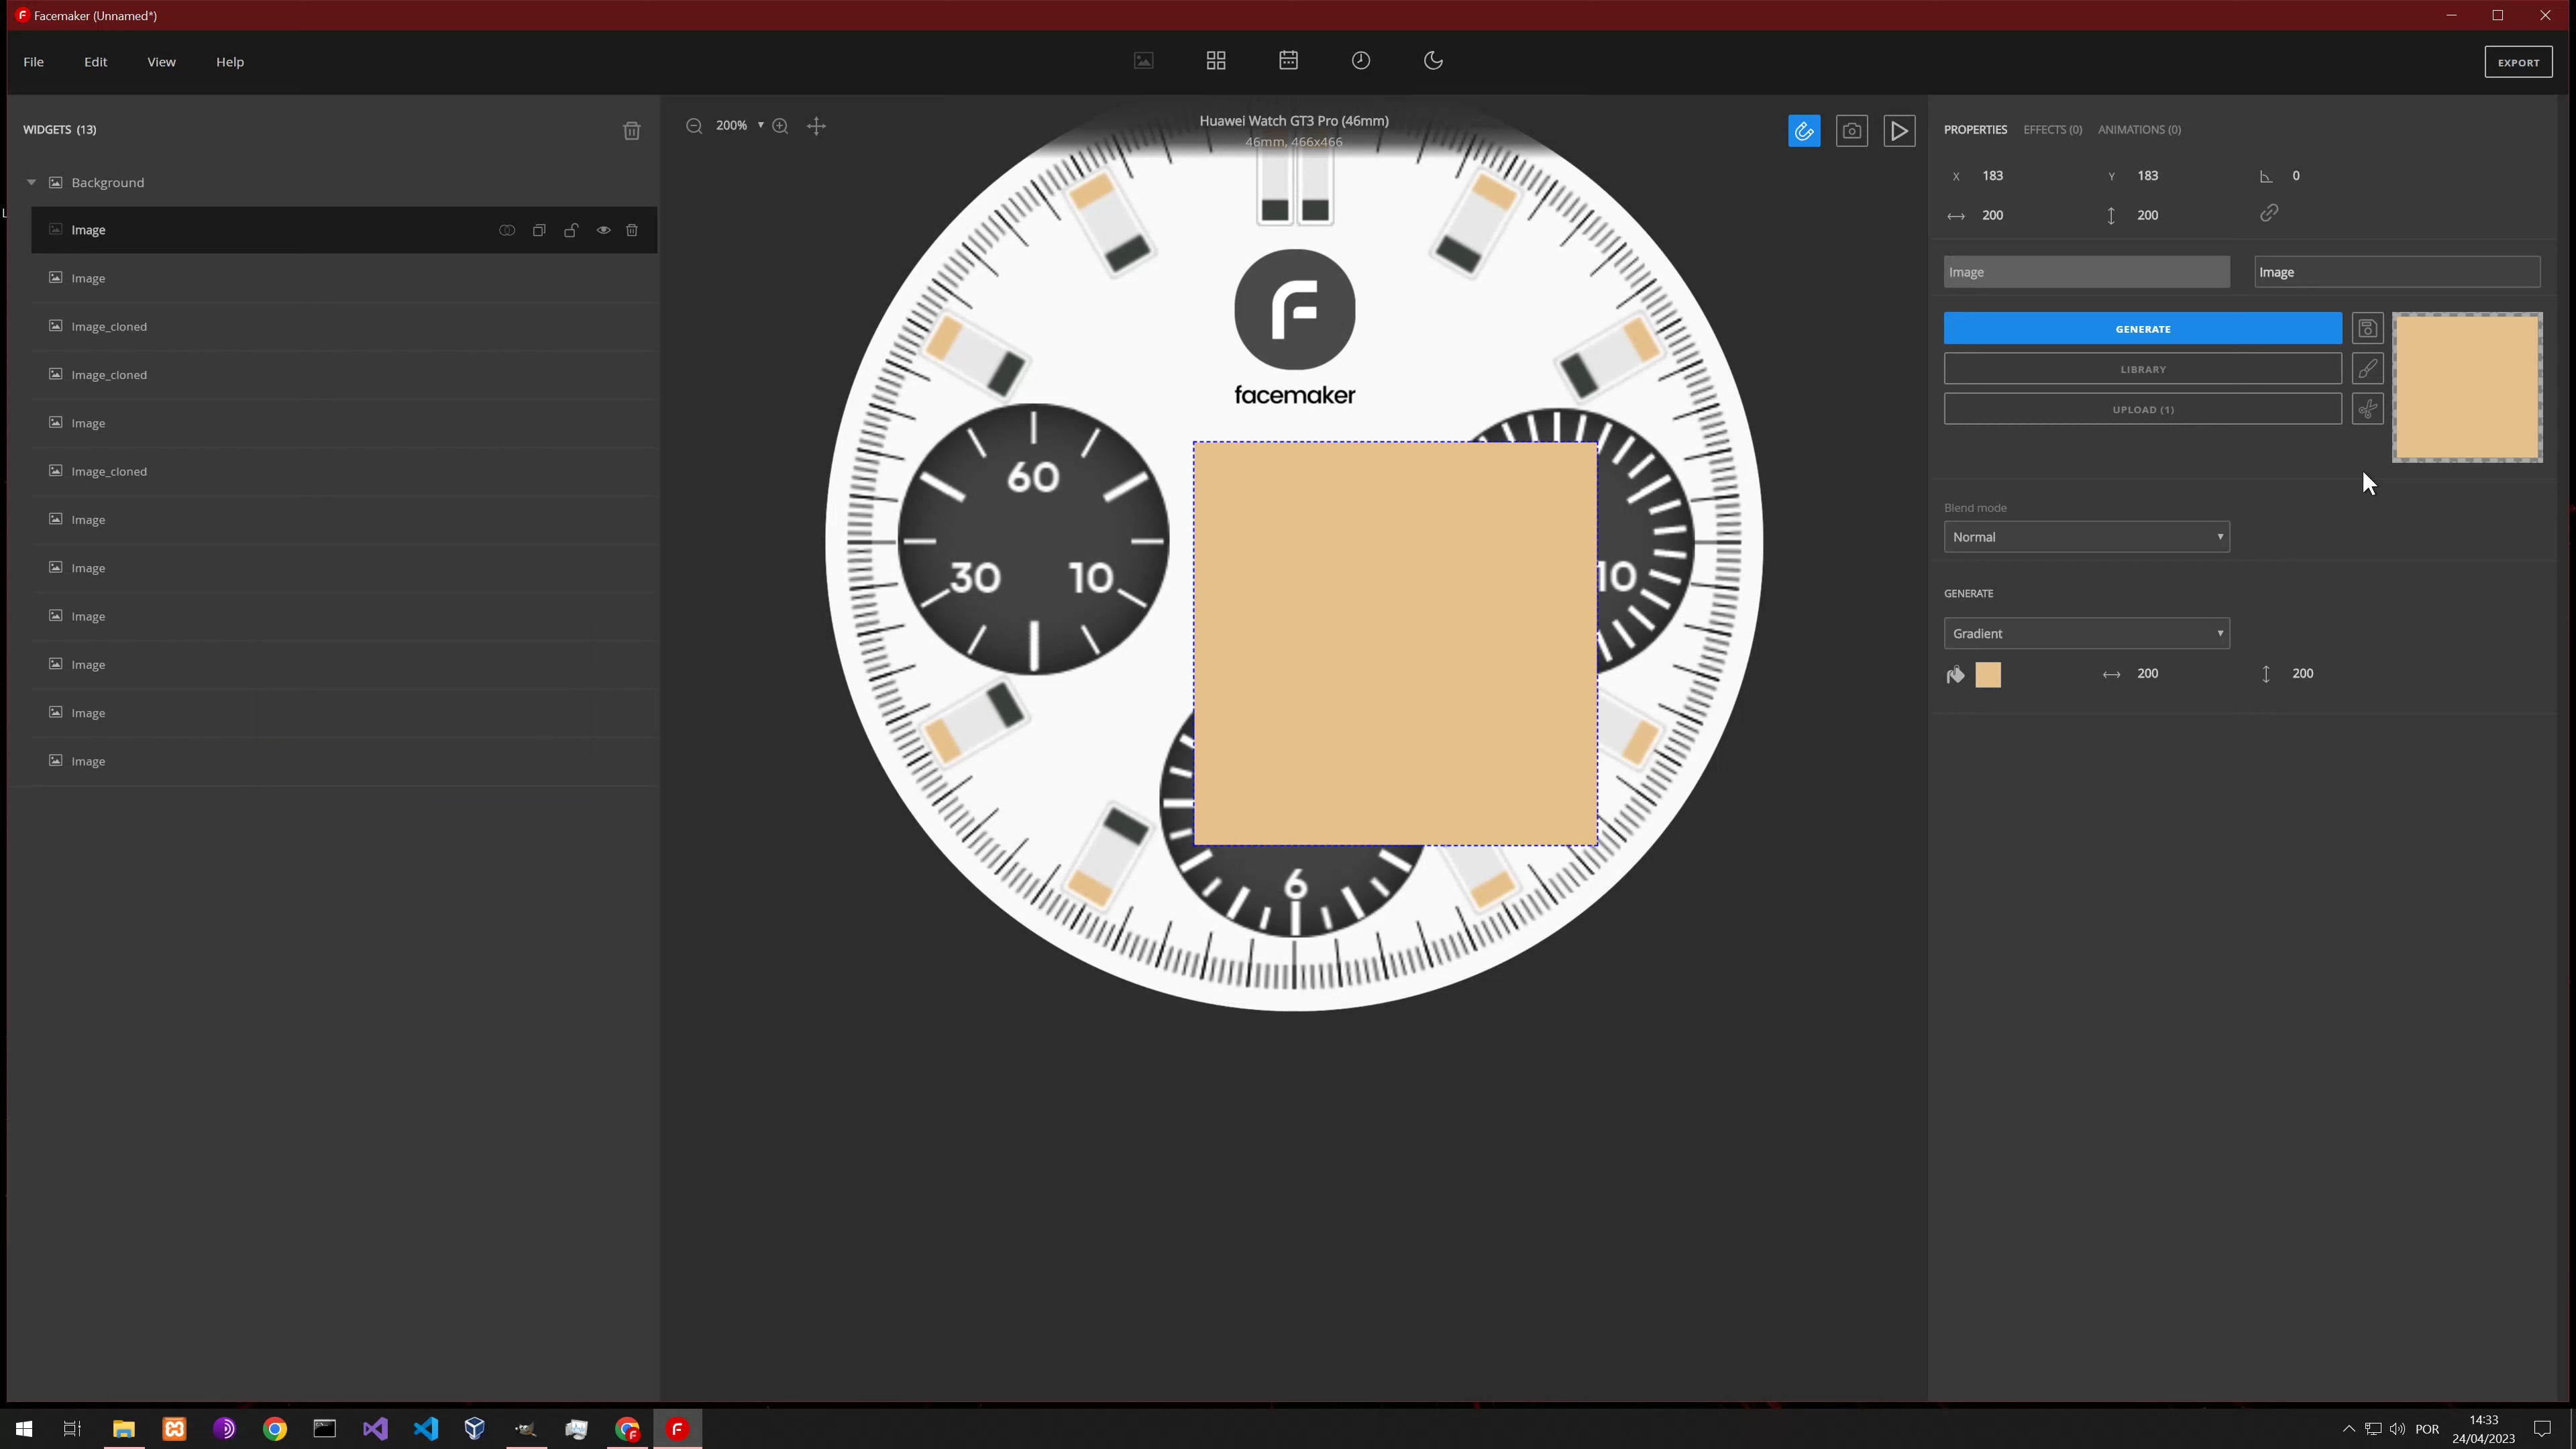 Facemaker (Unnamed*)
File Edit View Help
EXPORT
WIDGETS (13)
200%
Huawei Watch GT3 Pro (46mm)
46mm, 466x466
PROPERTIES EFFECTS (0) ANIMATIONS (0)
Background
X 183 Y 183 0
200 200
Image
Image
Image
Image
Image_cloned
Image_cloned
Image
Image_cloned
Image
Image
Image
Image
Image
Image
facemaker
60
30 10
10
6
GENERATE
LIBRARY
UPLOAD (1)
Blend mode
Normal
GENERATE
Gradient
200 200
POR
14:33
24/04/2023